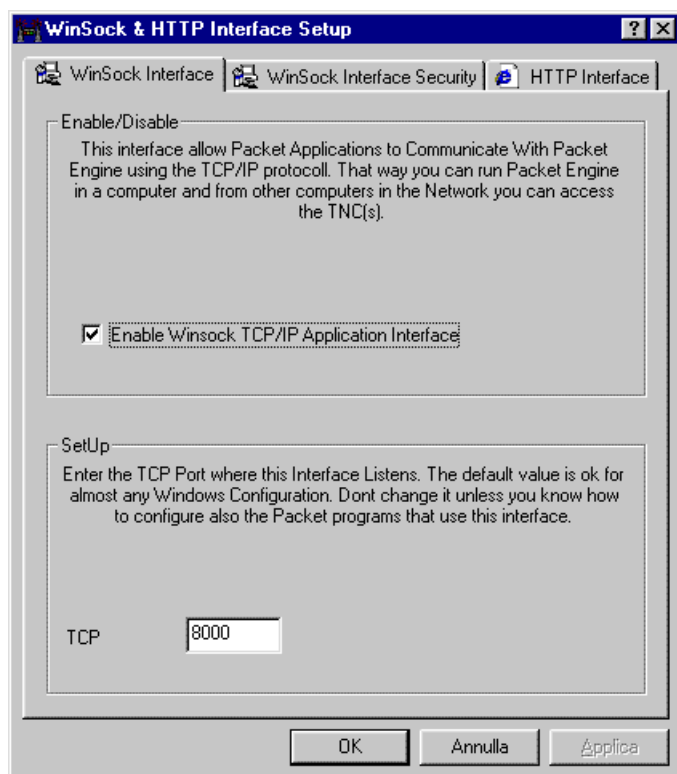 WinSock & HTTP Interface Setup
WinSock Interface
WinSock Interface Security
HTTP Interface
Enable/Disable
This interface allow Packet Applications to Communicate With Packet
Engine using the TCP/IP protocoll. That way you can run Packet Engine
in a computer and from other computers in the Network you can access
the TNC(s).
Enable Winsock TCP/IP Application Interface
SetUp
Enter the TCP Port where this Interface Listens. The default value is ok for
almost any Windows Configuration. Dont change it unless you know how
to configure also the Packet programs that use this interface.
TCP
8000
OK
Annulla
Applica